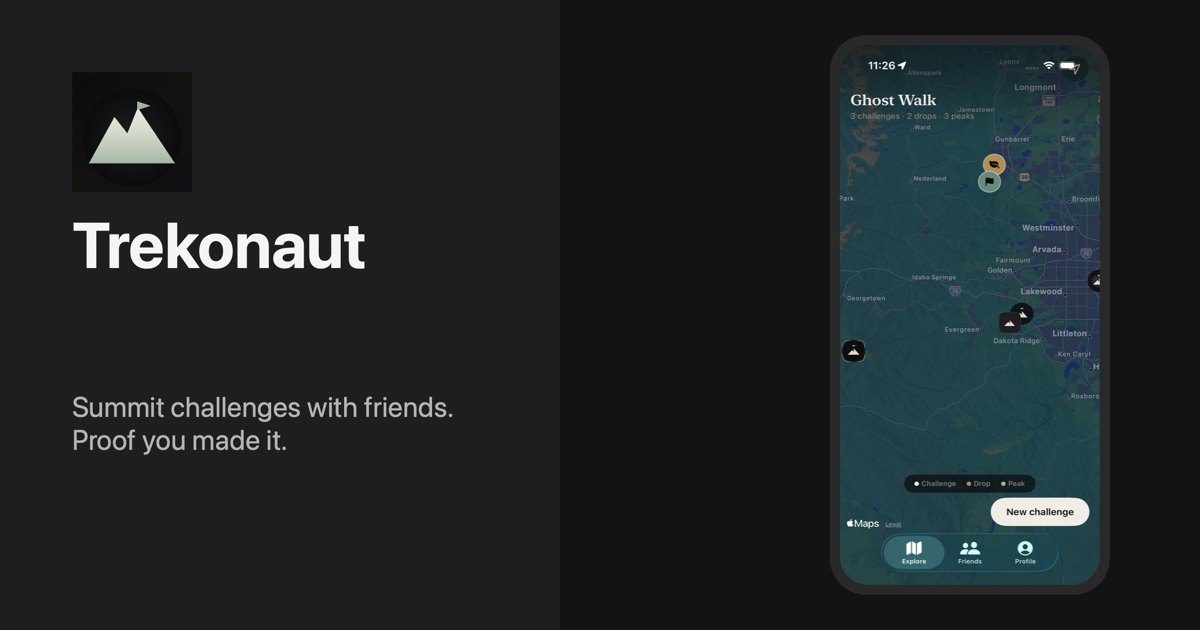 Trekonaut
Summit challenges with friends.
Proof you made it.
11:26
Lyons
Allenspark
Longmont
Ghost Walk
Jamestown
3 challenges · 2 drops · 3 peaks
Ward
Gunbarrel
Erie
Nederland
Park
Broomfi
Westminster
Arvada
Fairmount
Golden
Idaho Springs
70
Lakewood
Georgetown
Evergreen
Littleton
Dakota Ridge
Ken Caryl
H
Roxboro
Challenge
Drop
Peak
New challenge
Maps
Legal
Explore
Friends
Profile